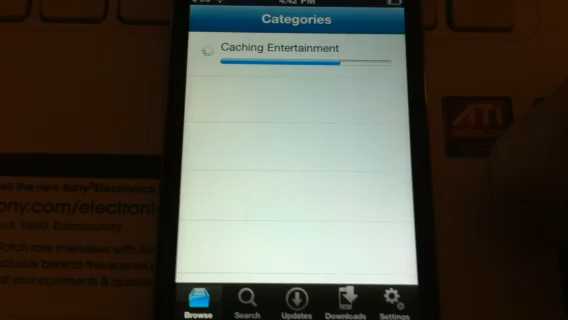 4:42 PM
Categories
Caching Entertainment
ATI
Visit the new Sony Electronics
ony.com/electronic
VAIO Community
interviews with So
behind-the-scenes
your comments &
Browse
Search
Updates
Downloads
Settings